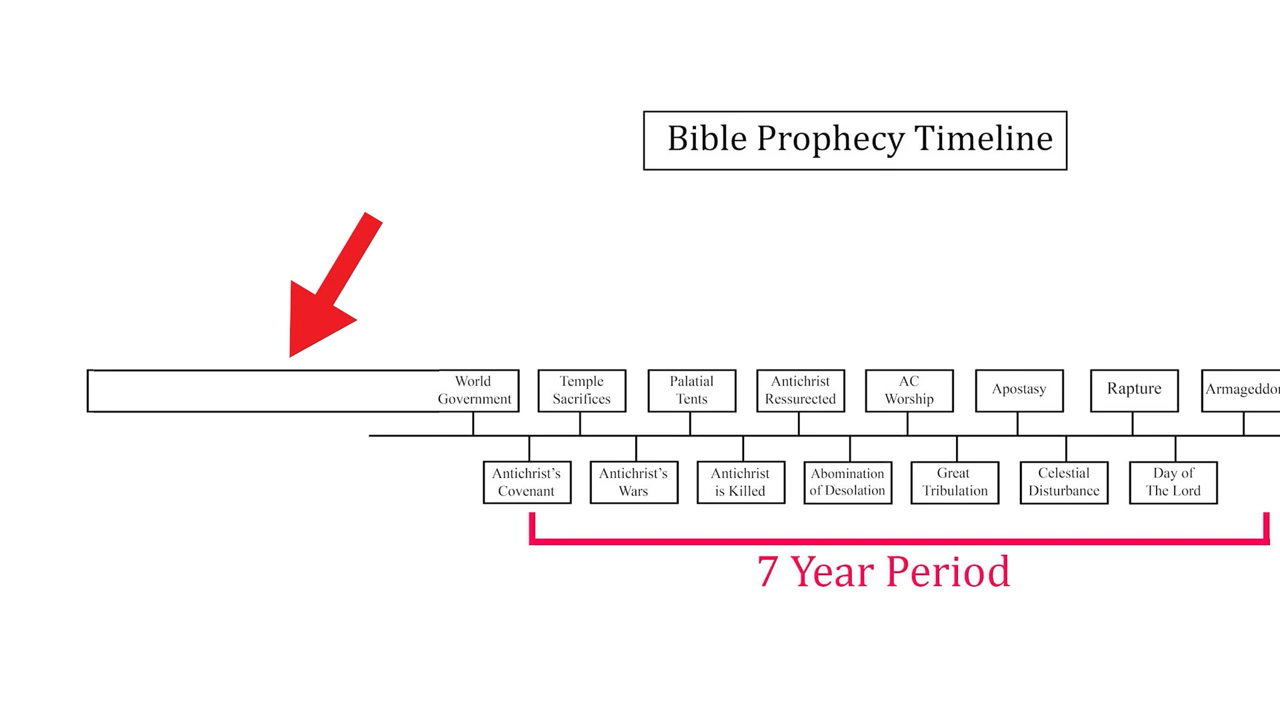 Bible Prophecy Timeline
World
Government
Temple
Sacrifices
Palatial
Tents
Antichrist
Ressurected
AC
Worship
Apostasy
Rapture
Armageddon
Antichrist's
Covenant
Antichrist's
Wars
Antichrist
is Killed
Abomination
of Desolation
Great
Tribulation
Celestial
Disturbance
Day of
The Lord
7 Year Period